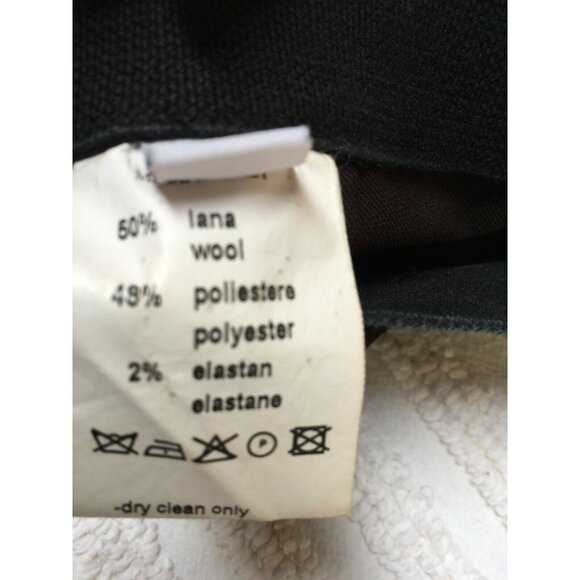 50% lana
wool
48% poliestere
polyester
2% elastan
elastane
P
-dry clean only